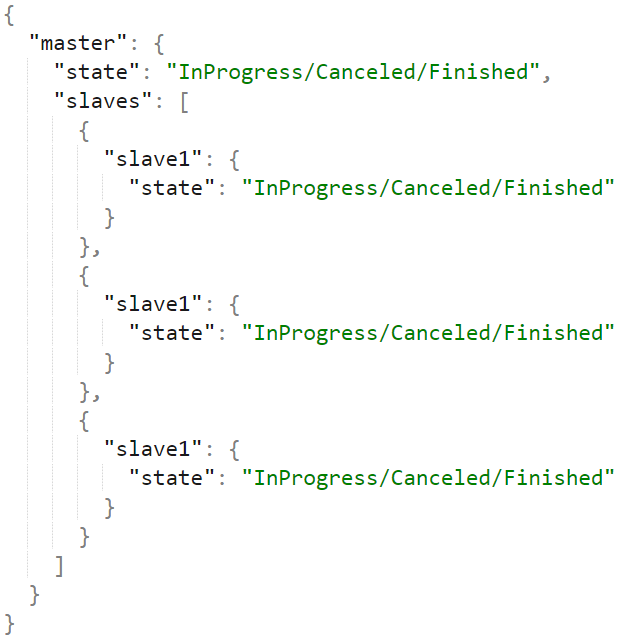 {
  "master": {
    "state": "InProgress/Canceled/Finished",
    "slaves": [
      {
        "slave1": {
          "state": "InProgress/Canceled/Finished"
        }
      },
      {
        "slave1": {
          "state": "InProgress/Canceled/Finished"
        }
      },
      {
        "slave1": {
          "state": "InProgress/Canceled/Finished"
        }
      }
    ]
  }
}